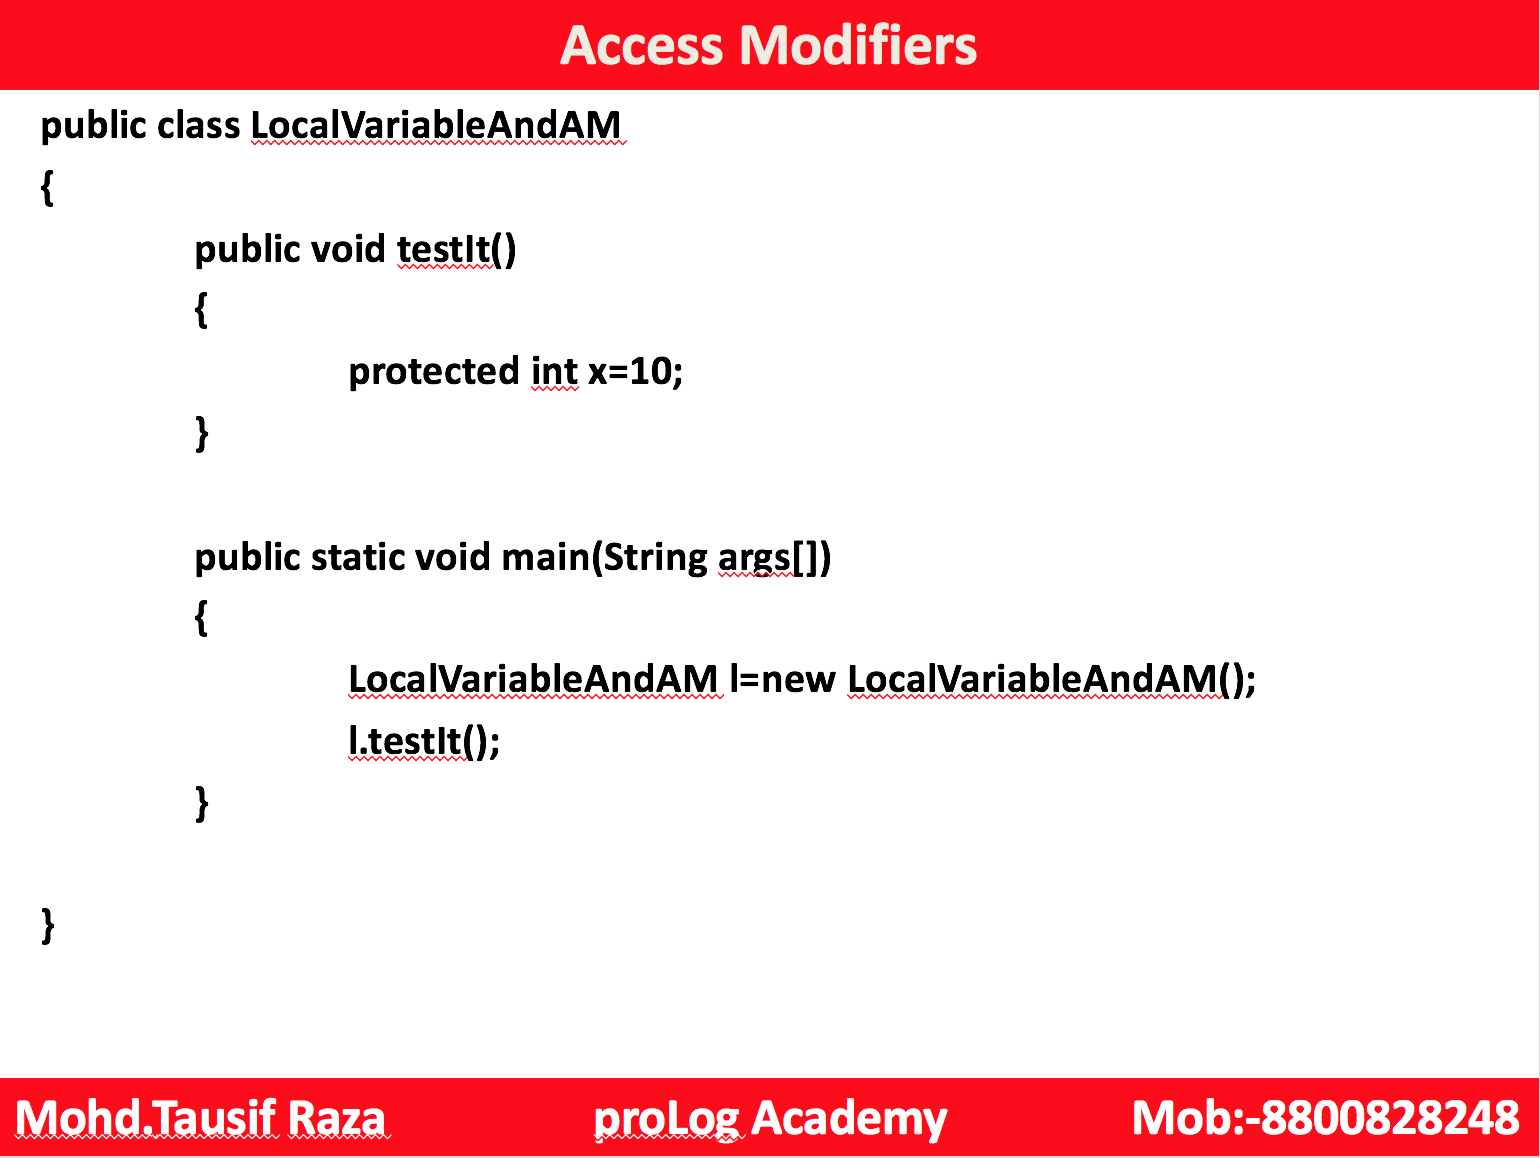 Access Modifiers
public class LocalVariableAndAM
{
public void testIt()
{
protected int x=10;
}
public static void main(String args[])
{
LocalVariableAndAM l=new LocalVariableAndAM();
l.testIt();
}
}
Mohd.Tausif Raza proLog Academy Mob:-8800828248